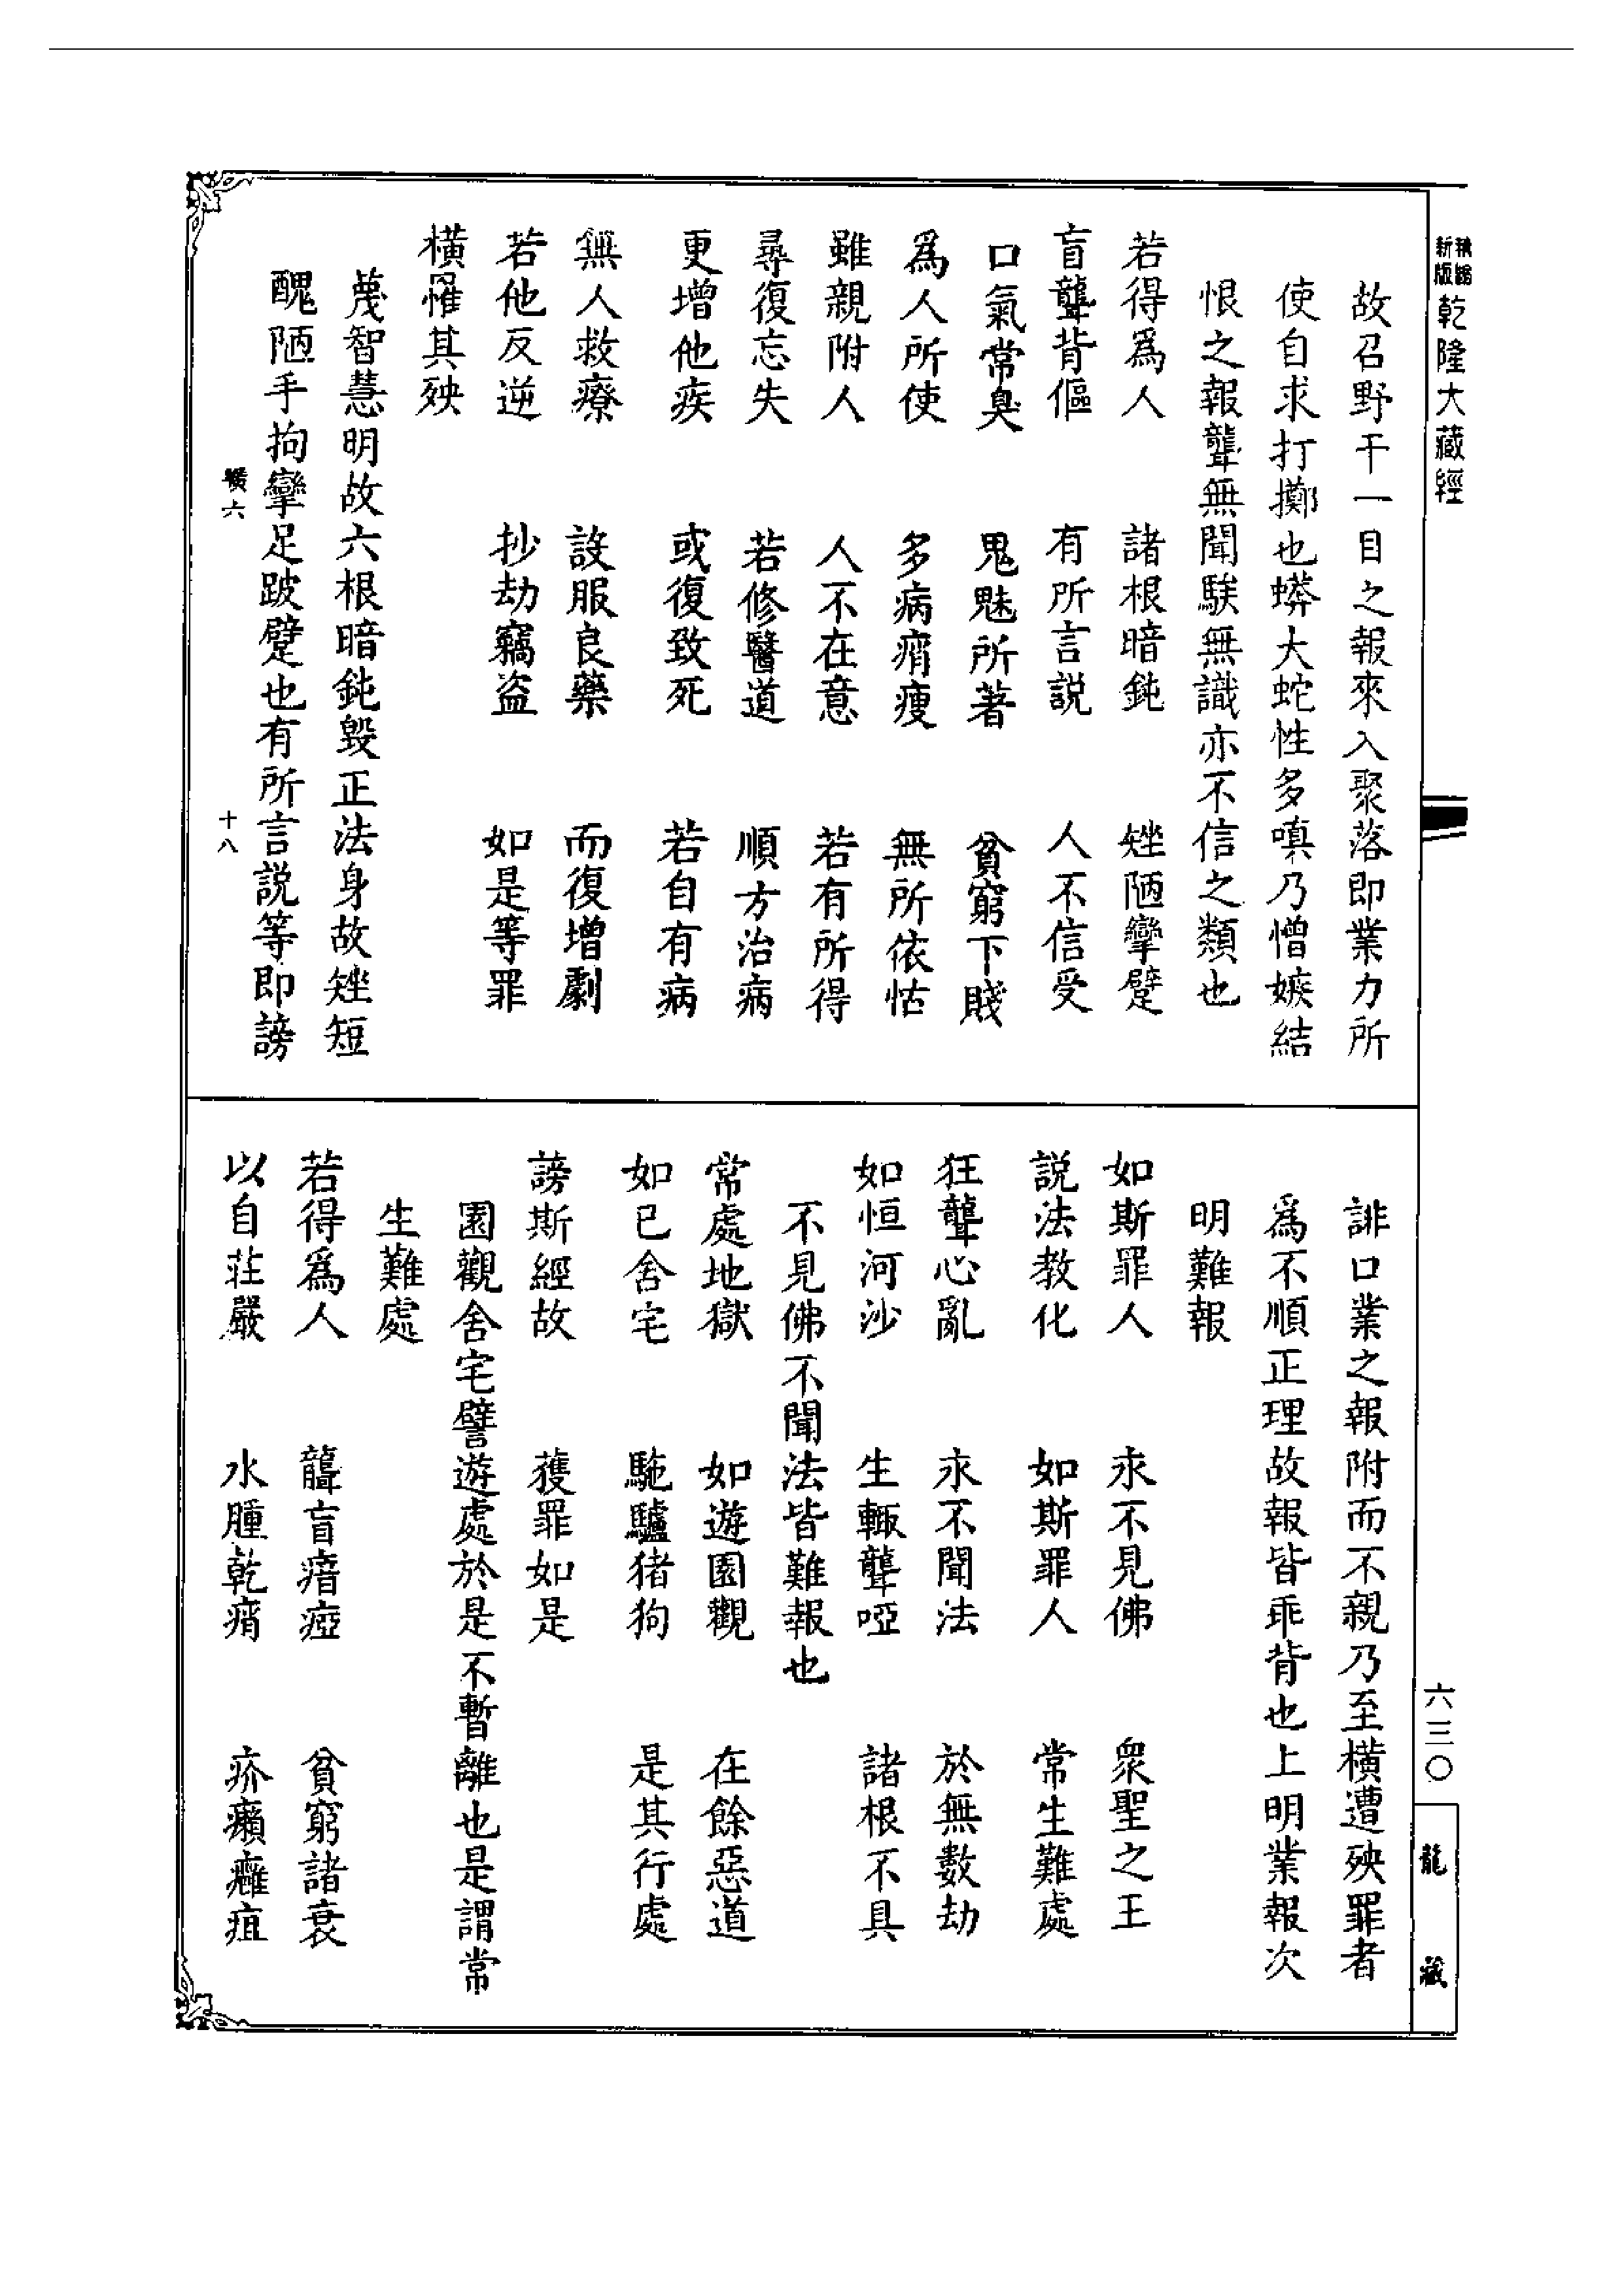 新版
乾隆大藏經
故召野干一目之報來入聚落即業力所
使自求打擲也蟒大蛇性多嗔乃憎嫉結
恨之報聾無聞騃無識亦不信之類也
若得爲人　諸根暗鈍　矬陋攣躄
盲聾背傴　有所言説　人不信受
口氣常臭　鬼魅所著　貧窮下賤
爲人所使　多病痟瘦　無所依怙
雖親附人　人不在意　若有所得
尋復忘失　若修醫道　順方治病
更增他疾　或復致死　若自有病
無人救療　設服良藥　而復增劇
若他反逆　抄劫竊盗　如是等罪
橫罹其殃
蔑智慧明故六根暗鈍毀正法身故矬短
醜陋手拘攣足跛躄也有所言説等即謗
十八
誹口業之報附而不親乃至橫遭殃罪者
爲不順正理故報皆乖背也上明業報次
明難報
如斯罪人　永不見佛　眾聖之王
説法教化　如斯罪人　常生難處
狂聾心亂　永不聞法　於無數劫
如恒河沙　生輙聾啞　諸根不具
不見佛不聞法皆難報也
常處地獄　如遊園觀　在餘惡道
如已舍宅　駞驢猪狗　是其行處
謗斯經故　獲罪如是
園觀舍宅譬遊處於是不暫離也是謂常
生難處
若得爲人　聾盲瘖瘂　貧窮諸衰
以自莊嚴　水腫乾痟　疥癩癰疽
六三〇
龍藏